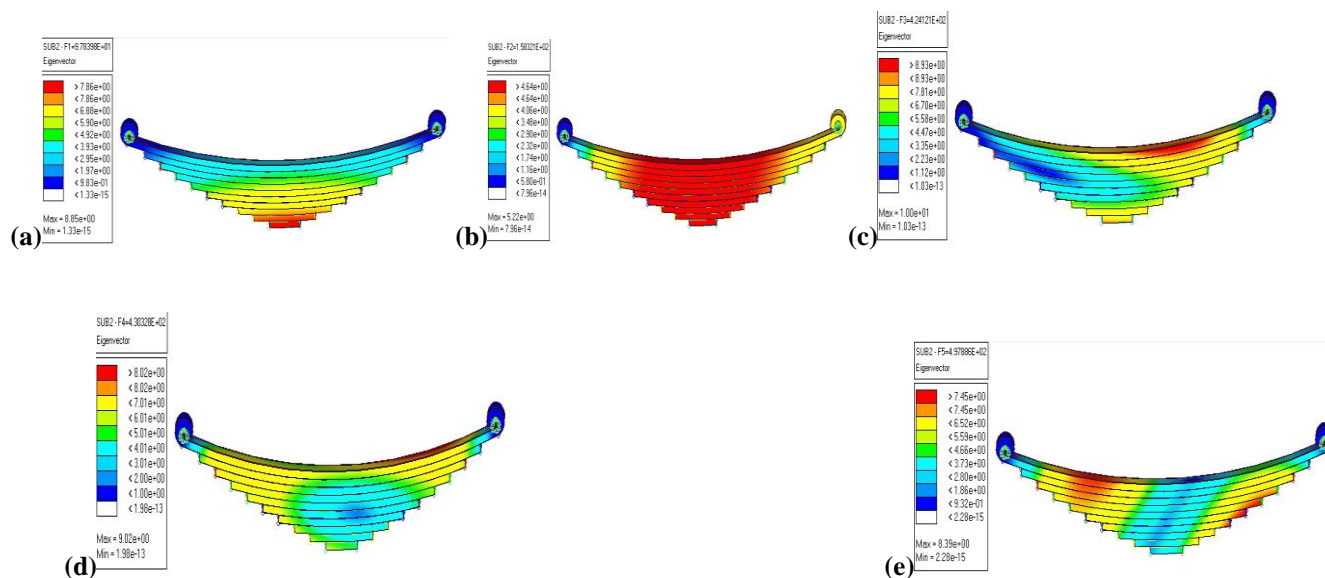 SUB2 - F1=9.78398E+01
Eigenvector
> 7.86e+00
< 7.86e+00
< 6.88e+00
< 5.90e+00
< 4.92e+00
< 3.93e+00
< 2.95e+00
< 1.97e+00
< 9.83e-01
< 1.33e-15
Max = 8.85e+00
Min = 1.33e-15
(a)
SUB2 - F2=1.58321E+02
Eigenvector
> 4.64e+00
< 4.64e+00
< 4.06e+00
< 3.48e+00
< 2.90e+00
< 2.32e+00
< 1.74e+00
< 1.16e+00
< 5.80e-01
< 7.96e-14
Max = 5.22e+00
Min = 7.96e-14
(b)
SUB2 - F3=4.24121E+02
Eigenvector
> 8.93e+00
< 8.93e+00
< 7.81e+00
< 6.70e+00
< 5.58e+00
< 4.47e+00
< 3.35e+00
< 2.23e+00
< 1.12e+00
< 1.03e-13
Max = 1.00e+01
Min = 1.03e-13
(c)
SUB2 - F4=4.30328E+02
Eigenvector
> 8.02e+00
< 8.02e+00
< 7.01e+00
< 6.01e+00
< 5.01e+00
< 4.01e+00
< 3.01e+00
< 2.00e+00
< 1.00e+00
< 1.98e-13
Max = 9.02e+00
Min = 1.98e-13
(d)
SUB2 - F5=4.97886E+02
Eigenvector
> 7.45e+00
< 7.45e+00
< 6.52e+00
< 5.59e+00
< 4.66e+00
< 3.73e+00
< 2.80e+00
< 1.86e+00
< 9.32e-01
< 2.28e-15
Max = 8.39e+00
Min = 2.28e-15
(e)